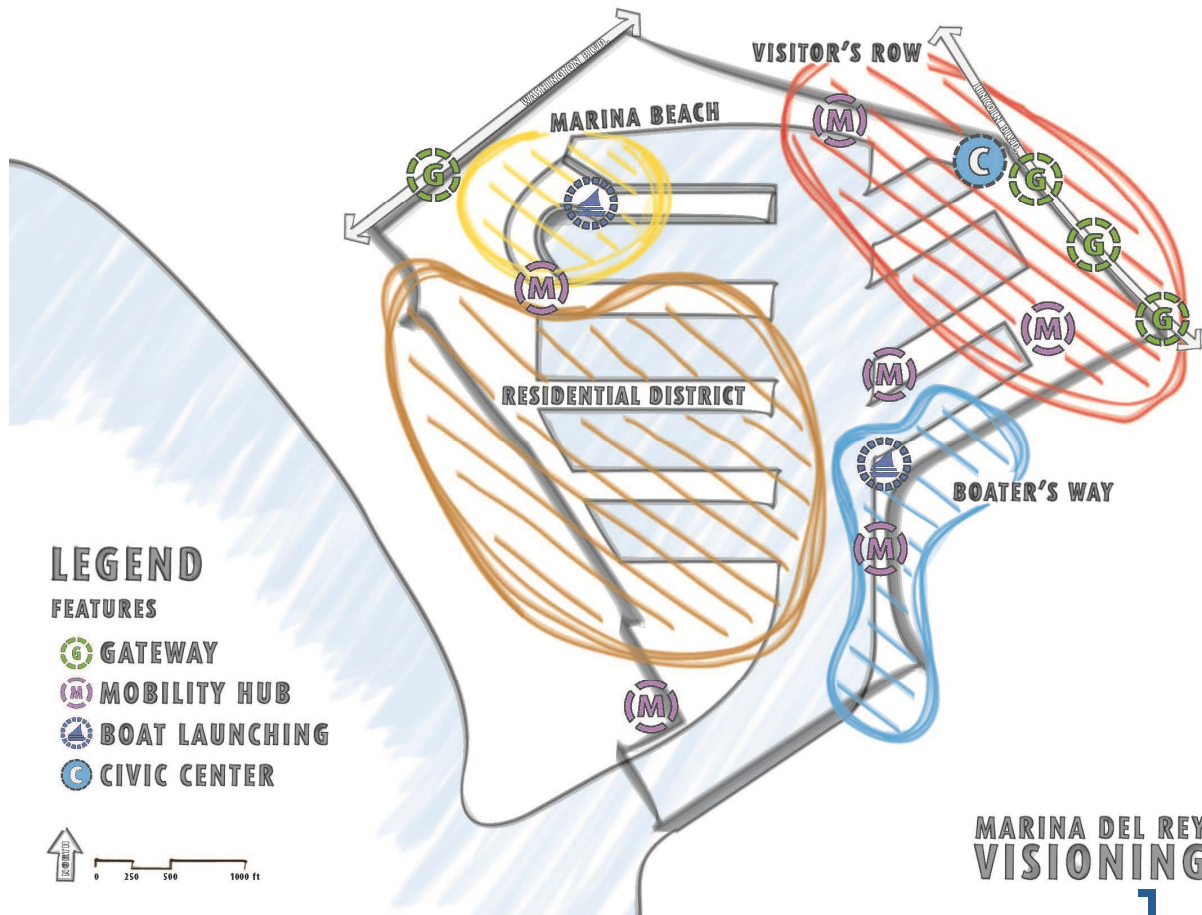 VISITOR'S ROW
WASHINGTON BLVD.
LINCOLN BLVD.
MARINA BEACH
M
C
G
G
G
M
G
M
RESIDENTIAL DISTRICT
M
G
BOATER'S WAY
M
M
LEGEND
FEATURES
G GATEWAY
M MOBILITY HUB
BOAT LAUNCHING
C CIVIC CENTER
NORTH
0 250 500 1000 ft
MARINA DEL REY
VISIONING